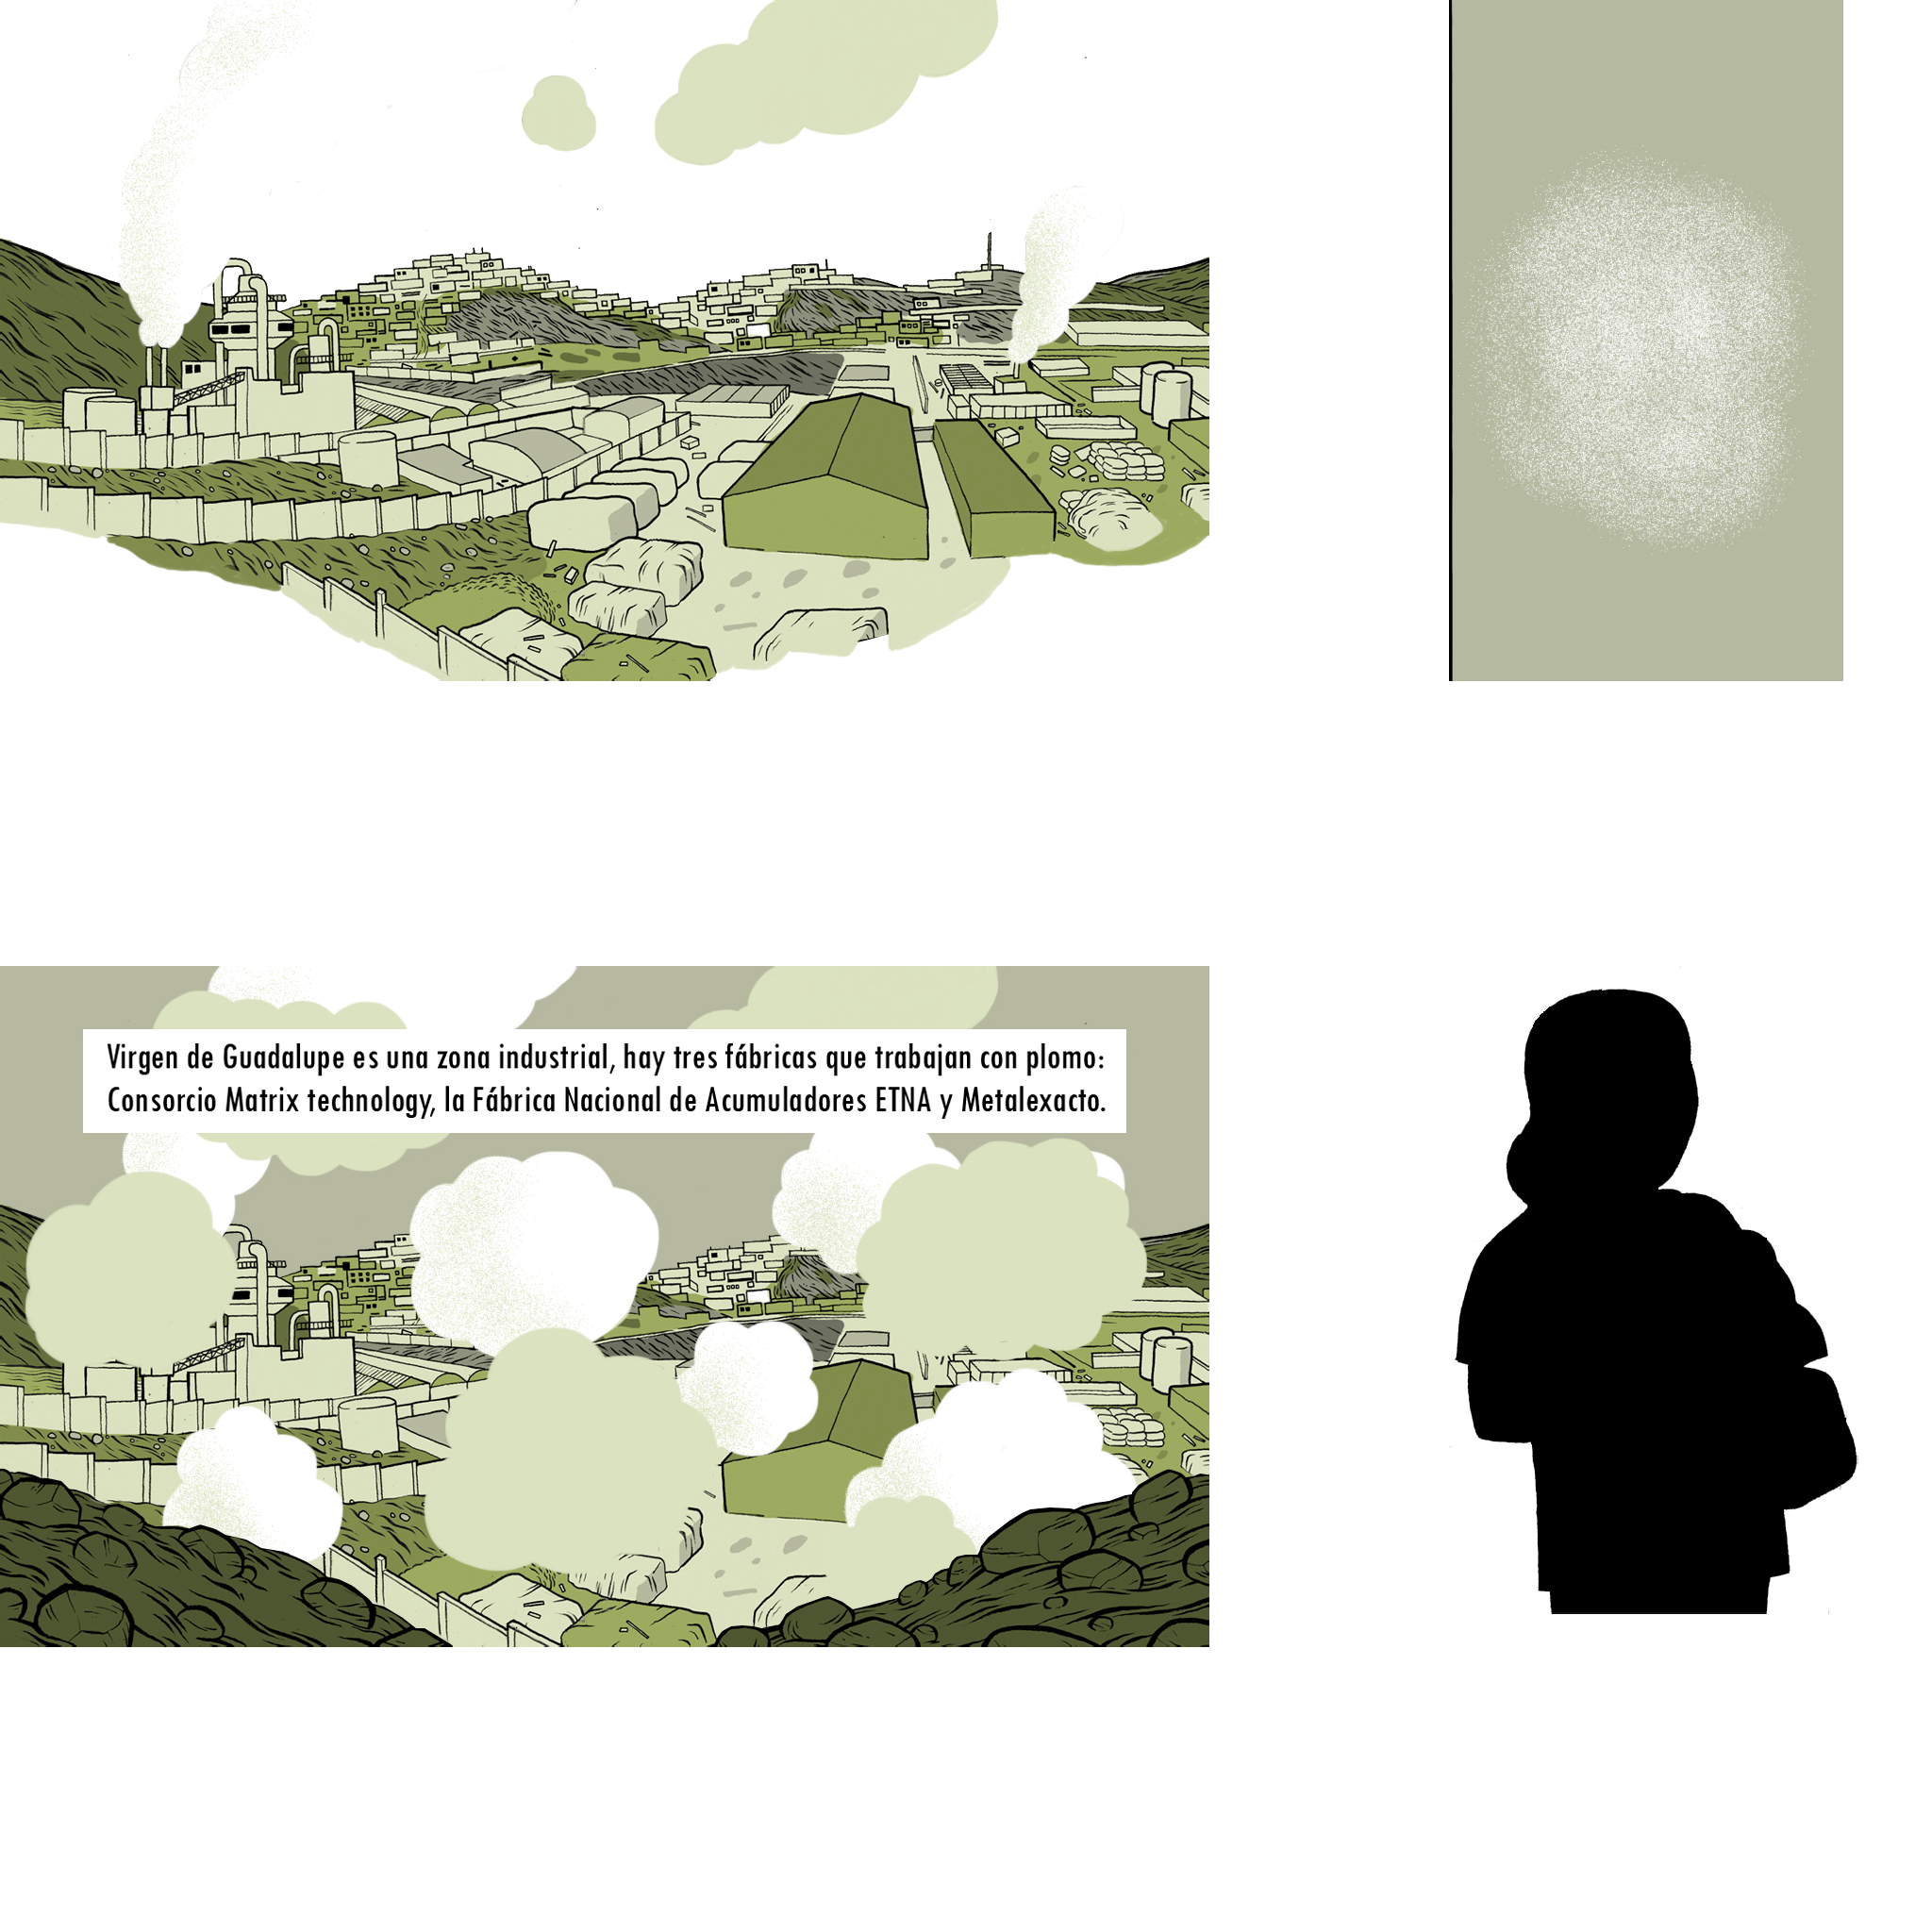 Virgen de Guadalupe es una zona industrial, hay tres fábricas que trabajan con plomo:
Consorcio Matrix technology, la Fábrica Nacional de Acumuladores ETNA y Metalexacto.